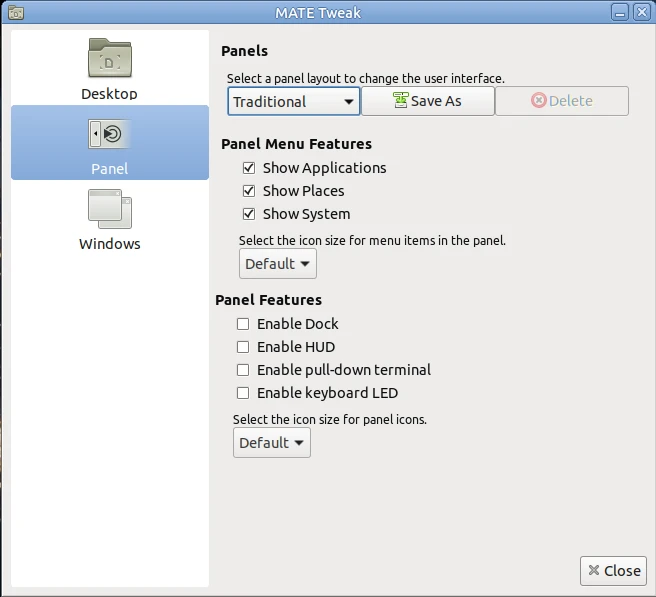 MATE Tweak
Desktop
Panel
Windows
Panels
Select a panel layout to change the user interface.
Traditional
Save As
Delete
Panel Menu Features
Show Applications
Show Places
Show System
Select the icon size for menu items in the panel.
Default
Panel Features
Enable Dock
Enable HUD
Enable pull-down terminal
Enable keyboard LED
Select the icon size for panel icons.
Default
Close